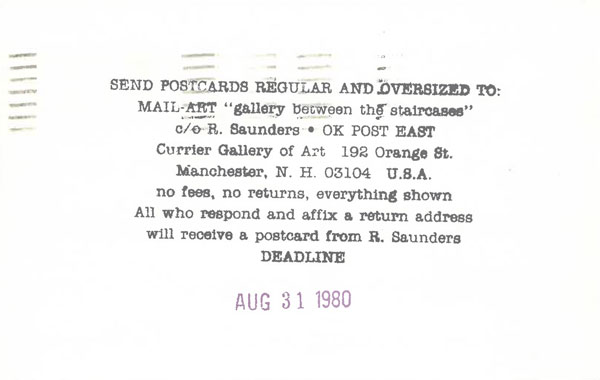 SEND POSTCARDS REGULAR AND OVERSIZED TO:
MAIL-ART "gallery between the staircases"
c/o R. Saunders • OK POST EAST
Currier Gallery of Art 192 Orange St.
Manchester, N. H. 03104 U.S.A.
no fees, no returns, everything shown
All who respond and affix a return address
will receive a postcard from R. Saunders
DEADLINE
AUG 31 1980